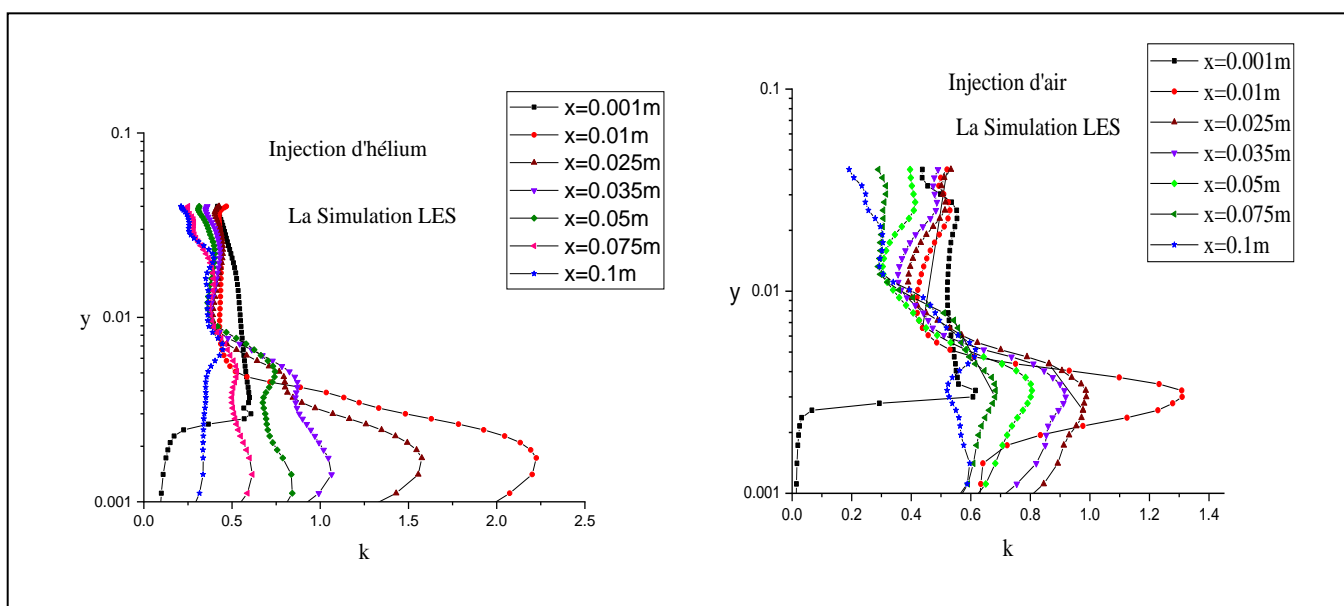 Injection d'hélium
La Simulation LES
x=0.001m
x=0.01m
x=0.025m
x=0.035m
x=0.05m
x=0.075m
x=0.1m
0.1
0.01
0.001
y
0.0
0.5
1.0
1.5
2.0
2.5
k
Injection d'air
La Simulation LES
x=0.001m
x=0.01m
x=0.025m
x=0.035m
x=0.05m
x=0.075m
x=0.1m
0.1
0.01
0.001
y
0.0
0.2
0.4
0.6
0.8
1.0
1.2
1.4
k